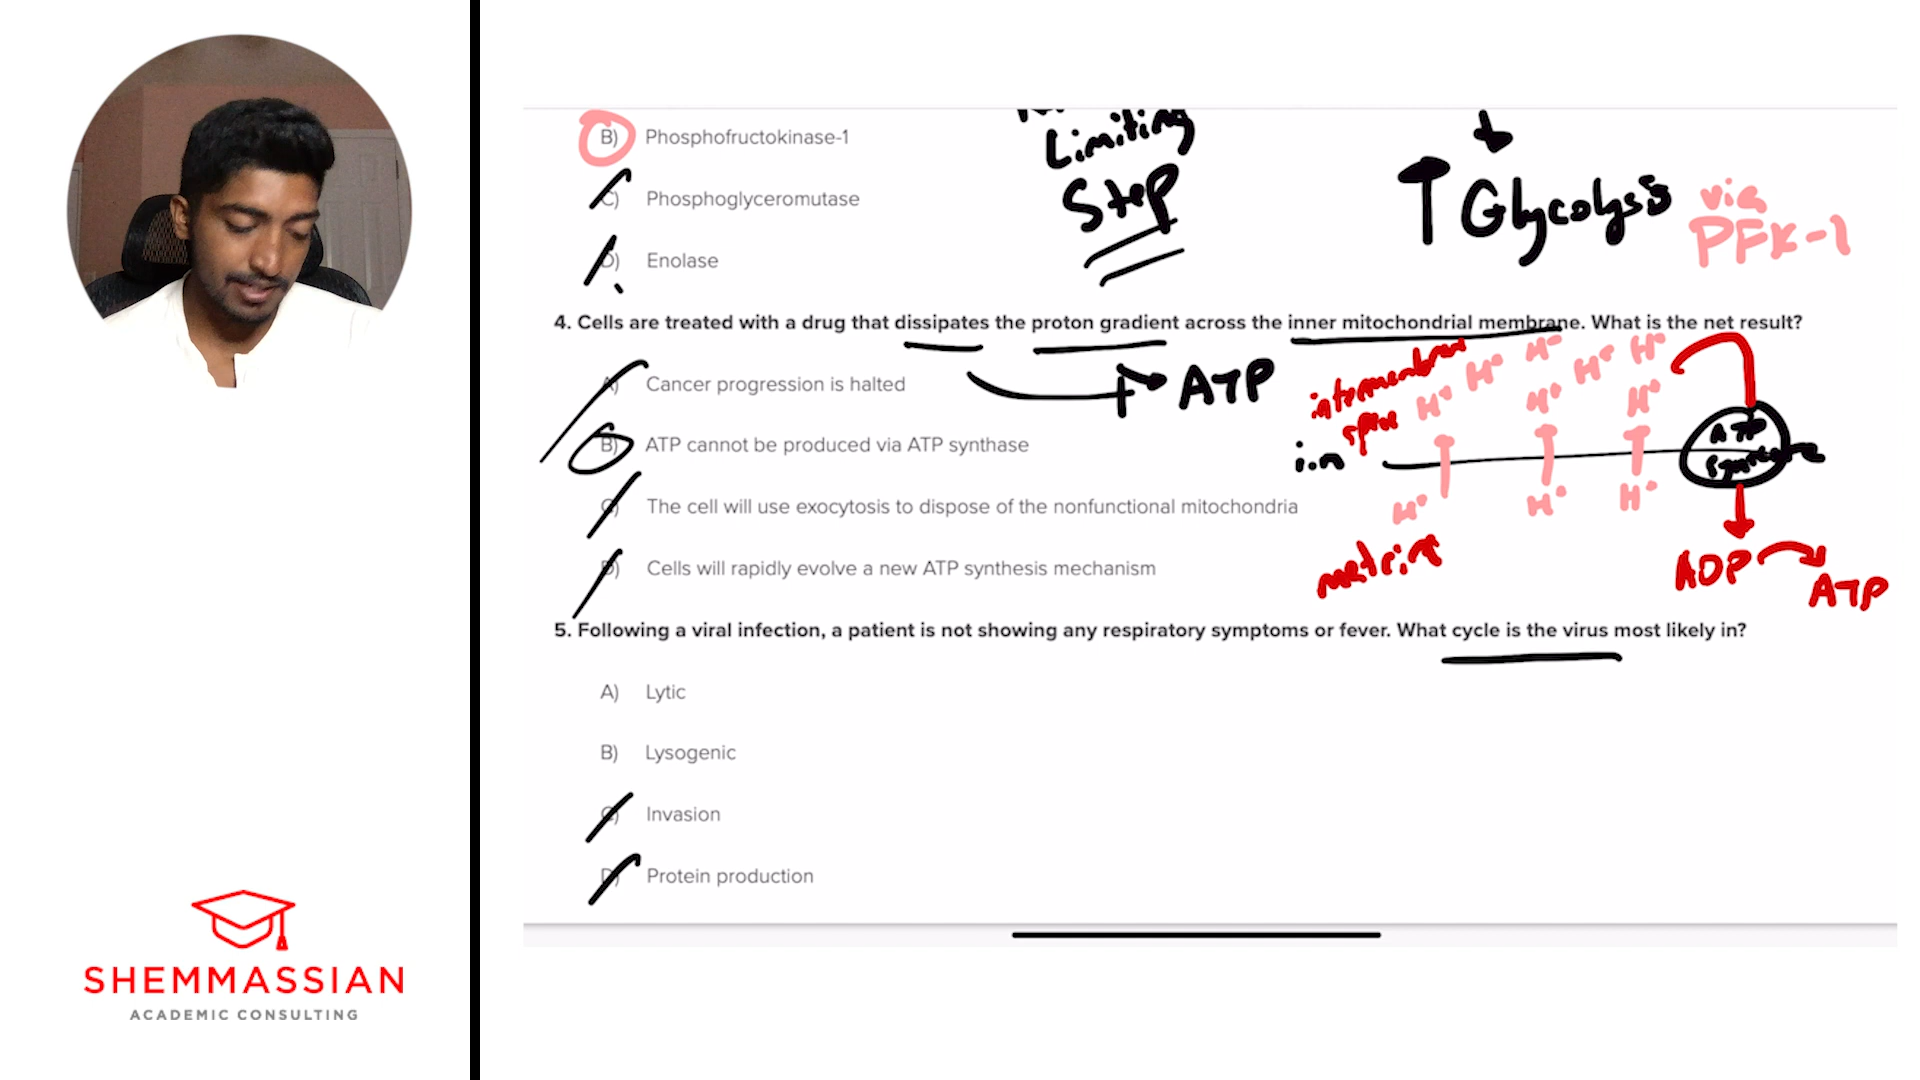 B) Phosphofructokinase-1
C) Phosphoglyceromutase
D) Enolase
Limiting
Step
↑ Glycolysis
via
PFK-1
4. Cells are treated with a drug that dissipates the proton gradient across the inner mitochondrial membrane. What is the net result?
A) Cancer progression is halted
B) ATP cannot be produced via ATP synthase
C) The cell will use exocytosis to dispose of the nonfunctional mitochondria
D) Cells will rapidly evolve a new ATP synthesis mechanism
ATP
intermembrane
space
i.m
H+ H+ H+ H+
H+ H+ H+
ATP
H+ H+ H+
matrix
ADP
ATP
5. Following a viral infection, a patient is not showing any respiratory symptoms or fever. What cycle is the virus most likely in?
A) Lytic
B) Lysogenic
C) Invasion
D) Protein production
SHEMMASSIAN
ACADEMIC CONSULTING